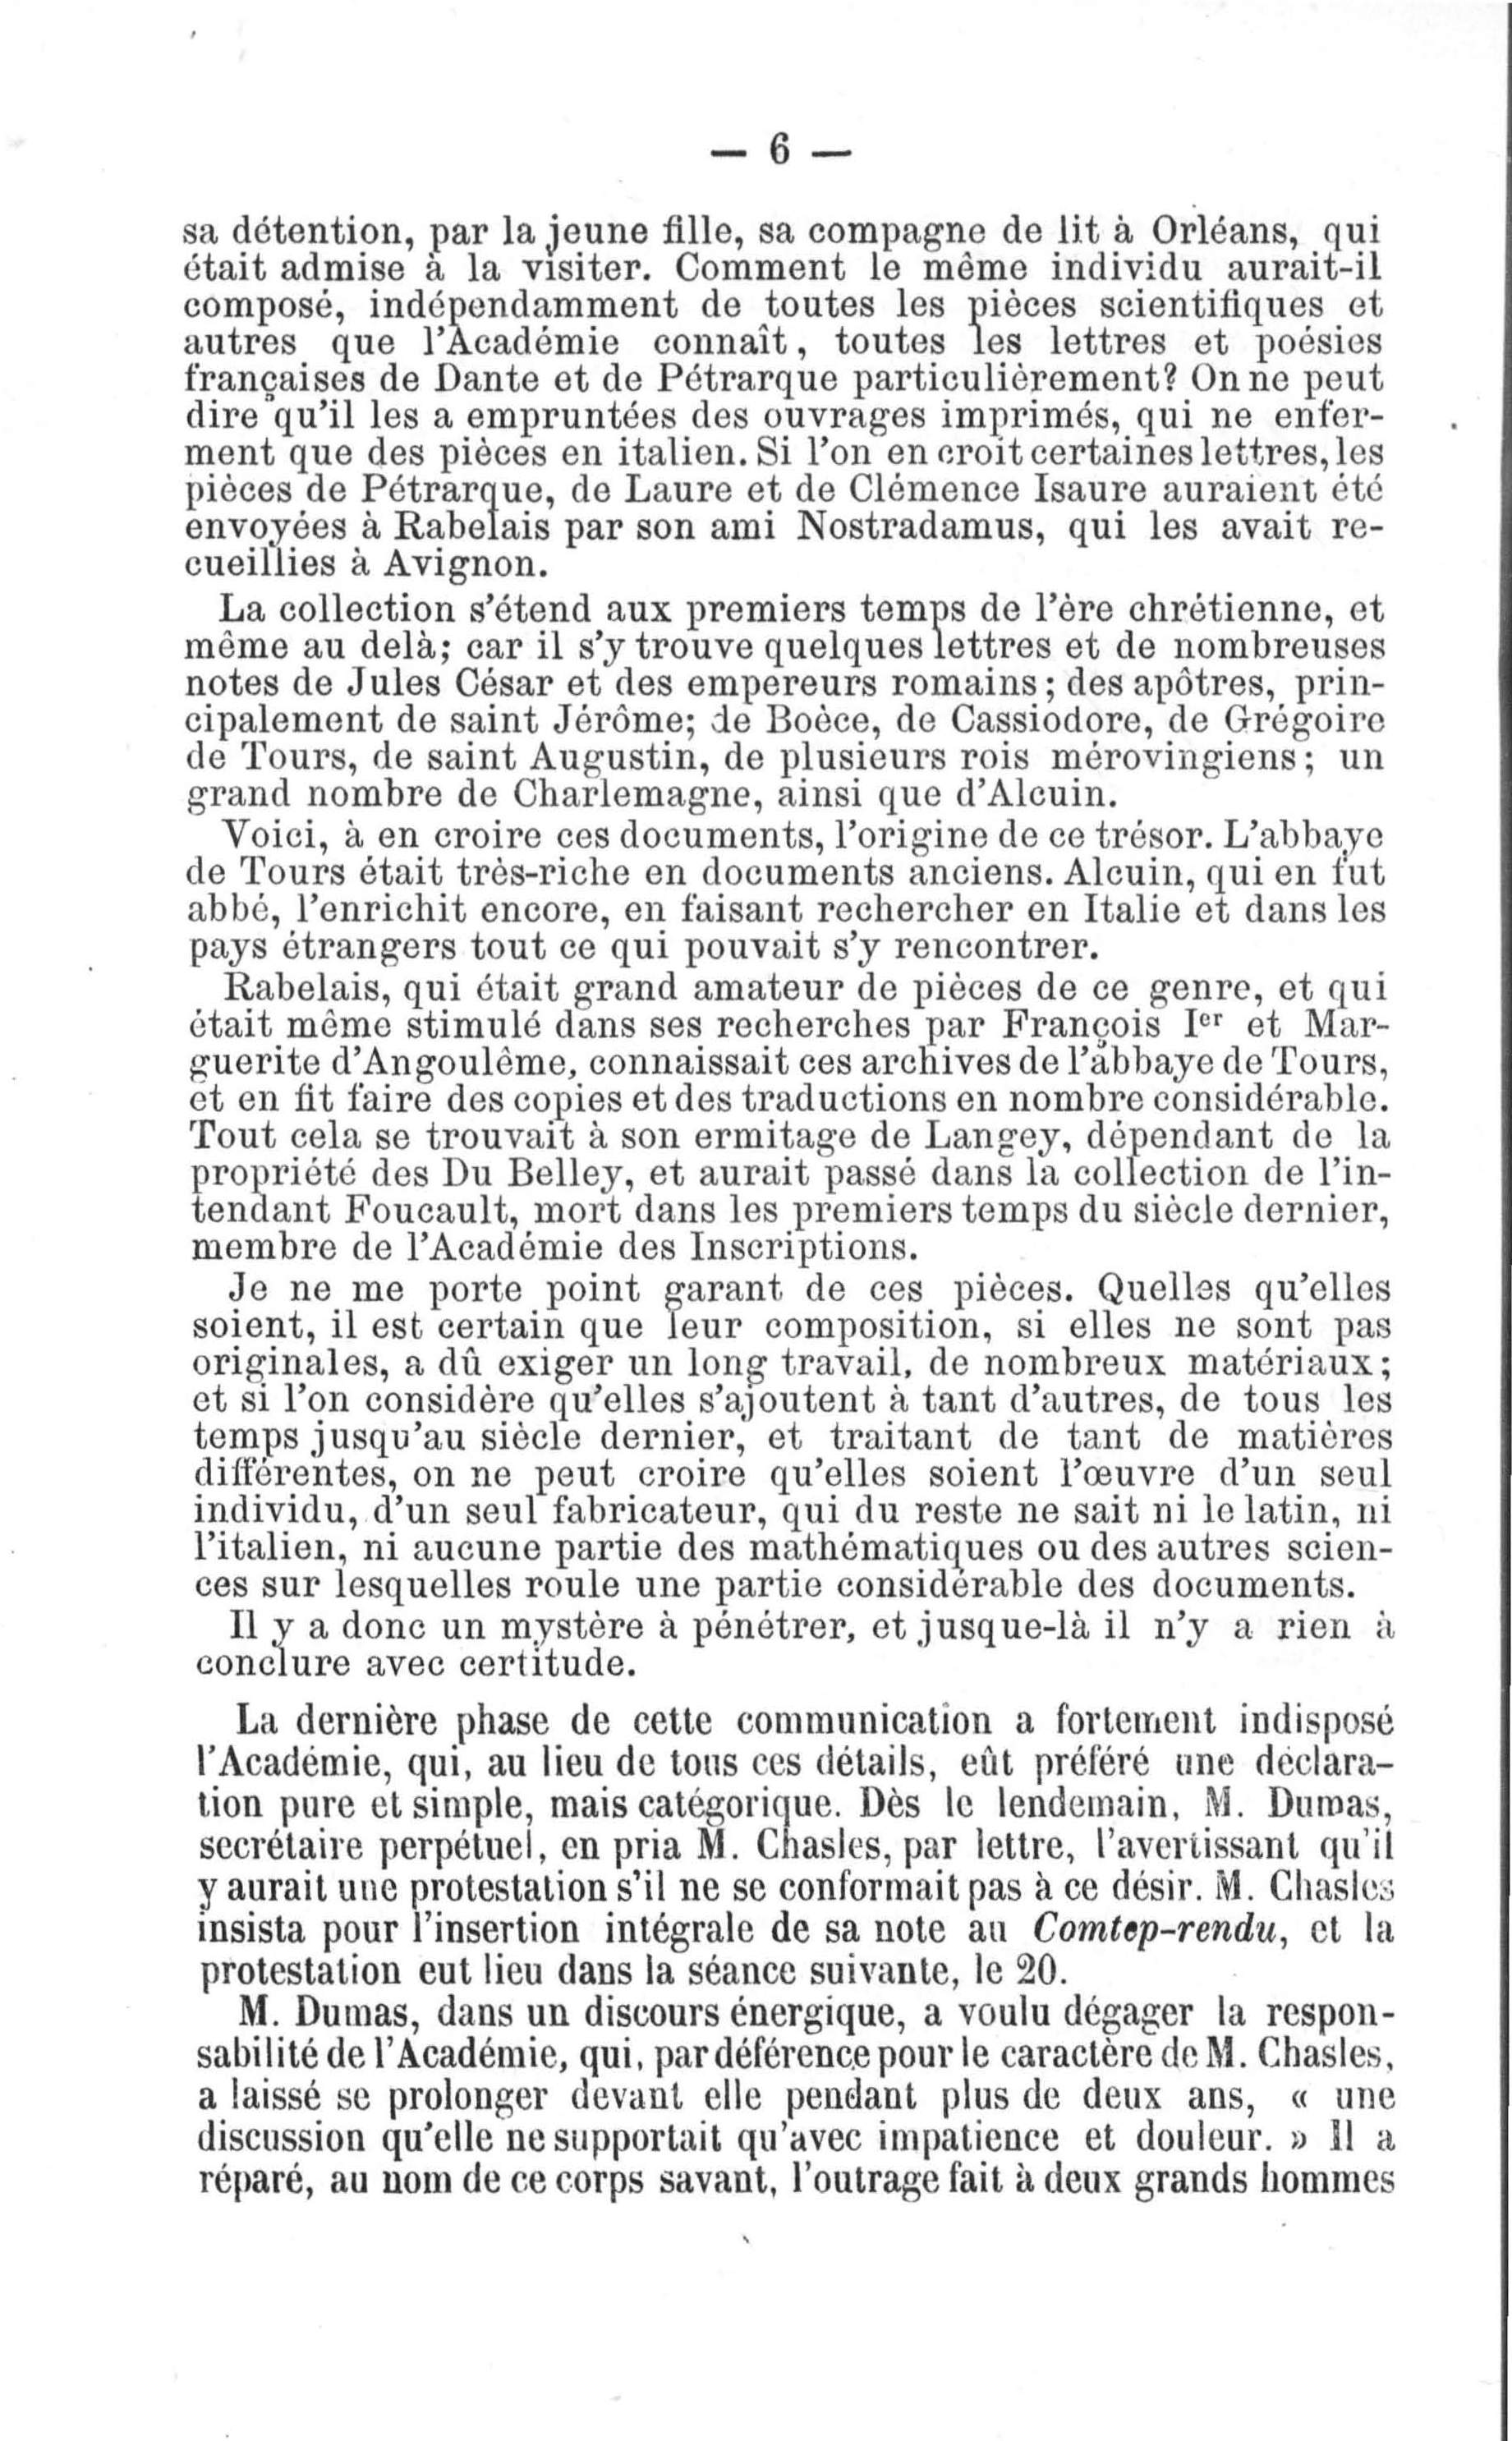 — 6 —
sa détention, par la jeune fille, sa compagne de lit à Orléans, qui
était admise à la visiter. Comment le même individu aurait-il
composé, indépendamment de toutes les pièces scientifiques et
autres que l'Académie connaît, toutes les lettres et poésies
françaises de Dante et de Pétrarque particulièrement? On ne peut
dire qu'il les a empruntées des ouvrages imprimés, qui ne enfer-
ment que des pièces en italien. Si l'on en croit certaines lettres, les
pièces de Pétrarque, de Laure et de Clémence Isaure auraient été
envoyées à Rabelais par son ami Nostradamus, qui les avait re-
cueillies à Avignon.
La collection s'étend aux premiers temps de l'ère chrétienne, et
même au delà; car il s'y trouve quelques lettres et de nombreuses
notes de Jules César et des empereurs romains; des apôtres, prin-
cipalement de saint Jérôme; de Boèce, de Cassiodore, de Grégoire
de Tours, de saint Augustin, de plusieurs rois mérovingiens; un
grand nombre de Charlemagne, ainsi que d'Alcuin.
Voici, à en croire ces documents, l'origine de ce trésor. L'abbaye
de Tours était très-riche en documents anciens. Alcuin, qui en fut
abbé, l'enrichit encore, en faisant rechercher en Italie et dans les
pays étrangers tout ce qui pouvait s'y rencontrer.
Rabelais, qui était grand amateur de pièces de ce genre, et qui
était même stimulé dans ses recherches par François Ier et Mar-
guerite d'Angoulême, connaissait ces archives de l'abbaye de Tours,
et en fit faire des copies et des traductions en nombre considérable.
Tout cela se trouvait à son ermitage de Langey, dépendant de la
propriété des Du Belley, et aurait passé dans la collection de l'in-
tendant Foucault, mort dans les premiers temps du siècle dernier,
membre de l'Académie des Inscriptions.
Je ne me porte point garant de ces pièces. Quelles qu'elles
soient, il est certain que leur composition, si elles ne sont pas
originales, a dû exiger un long travail, de nombreux matériaux;
et si l'on considère qu'elles s'ajoutent à tant d'autres, de tous les
temps jusqu'au siècle dernier, et traitant de tant de matières
différentes, on ne peut croire qu'elles soient l'œuvre d'un seul
individu, d'un seul fabricateur, qui du reste ne sait ni le latin, ni
l'italien, ni aucune partie des mathématiques ou des autres scien-
ces sur lesquelles roule une partie considérable des documents.
Il y a donc un mystère à pénétrer, et jusque-là il n'y a rien à
conclure avec certitude.
La dernière phase de cette communication a fortement indisposé
l'Académie, qui, au lieu de tous ces détails, eût préféré une déclara-
tion pure et simple, mais catégorique. Dès le lendemain, M. Dumas,
secrétaire perpétuel, en pria M. Chasles, par lettre, l'avertissant qu'il
y aurait une protestation s'il ne se conformait pas à ce désir. M. Chasles
insista pour l'insertion intégrale de sa note au Comtep-rendu, et la
protestation eut lieu dans la séance suivante, le 20.
M. Dumas, dans un discours énergique, a voulu dégager la respon-
sabilité de l'Académie, qui, par déférence pour le caractère de M. Chasles,
a laissé se prolonger devant elle pendant plus de deux ans, « une
discussion qu'elle ne supportait qu'avec impatience et douleur. » Il a
réparé, au nom de ce corps savant, l'outrage fait à deux grands hommes